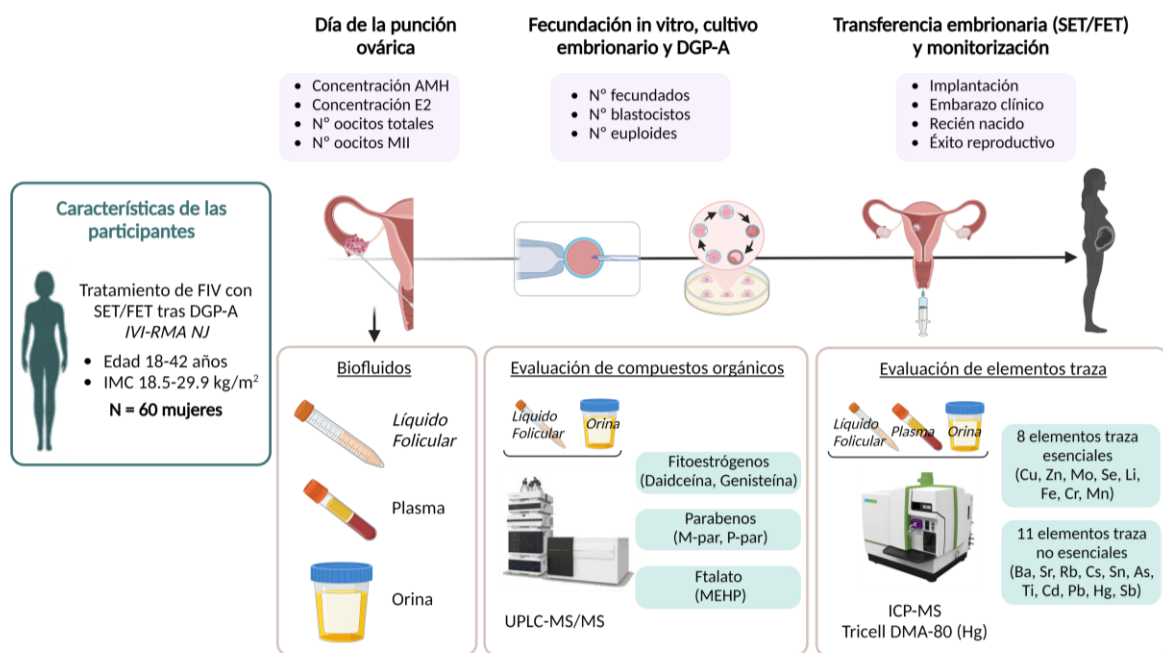 Día de la punción
ovárica
Concentración AMH
Concentración E2
N° oocitos totales
N° oocitos MII
Fecundación in vitro, cultivo
embrionario y DGP-A
N° fecundados
N° blastocistos
N° euploides
Transferencia embrionaria (SET/FET)
y monitorización
Implantación
Embarazo clínico
Recién nacido
Éxito reproductivo
Características de las
participantes
Tratamiento de FIV con
SET/FET tras DGP-A
IVI-RMA NJ
Edad 18-42 años
IMC 18.5-29.9 kg/m²
N = 60 mujeres
Biofluidos
Líquido
Folicular
Plasma
Orina
Evaluación de compuestos orgánicos
Líquido
Folicular
Orina
Fitoestrógenos
(Daidceína, Genisteína)
Parabenos
(M-par, P-par)
Ftalato
(MEHP)
UPLC-MS/MS
Evaluación de elementos traza
Líquido
Folicular
Plasma
Orina
8 elementos traza
esenciales
(Cu, Zn, Mo, Se, Li,
Fe, Cr, Mn)
11 elementos traza
no esenciales
(Ba, Sr, Rb, Cs, Sn, As,
Ti, Cd, Pb, Hg, Sb)
ICP-MS
Tricell DMA-80 (Hg)